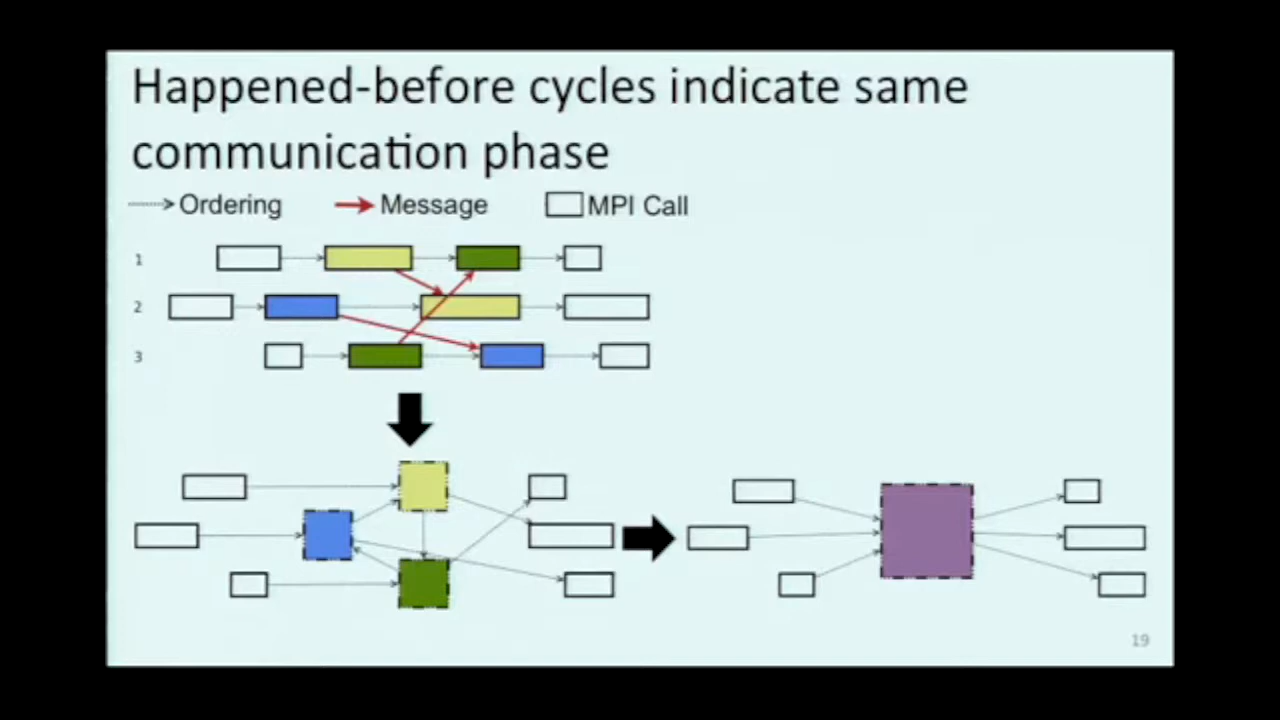 Happened-before cycles indicate same
communication phase
Ordering Message MPI Call
1
2
3
19